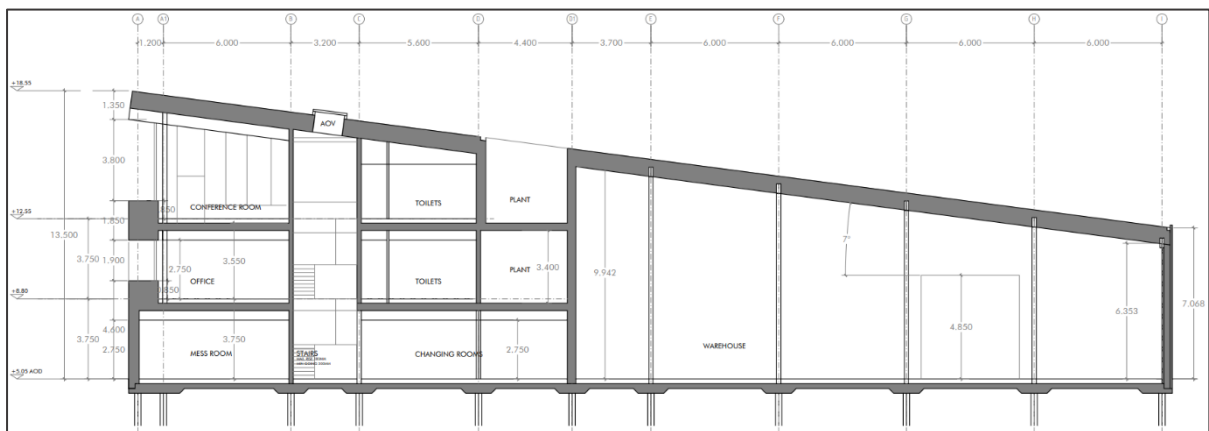 A A1 B C D D1 E F G H I
1.200 6.000 3.200 5.600 4.400 3.700 6.000 6.000 6.000 6.000
+18.55
1.350
AOV
3.800
CONFERENCE ROOM
TOILETS
PLANT
+12.55
1.850
13.500
7°
3.750
1.900
2.750
3.550
3.400
9.942
OFFICE
TOILETS
PLANT
0.850
+8.80
4.850
6.353
7.068
4.600
3.750
2.750
3.750
2.750
MESS ROOM
STAIRS
CHANGING ROOMS
WAREHOUSE
+5.05 AOD